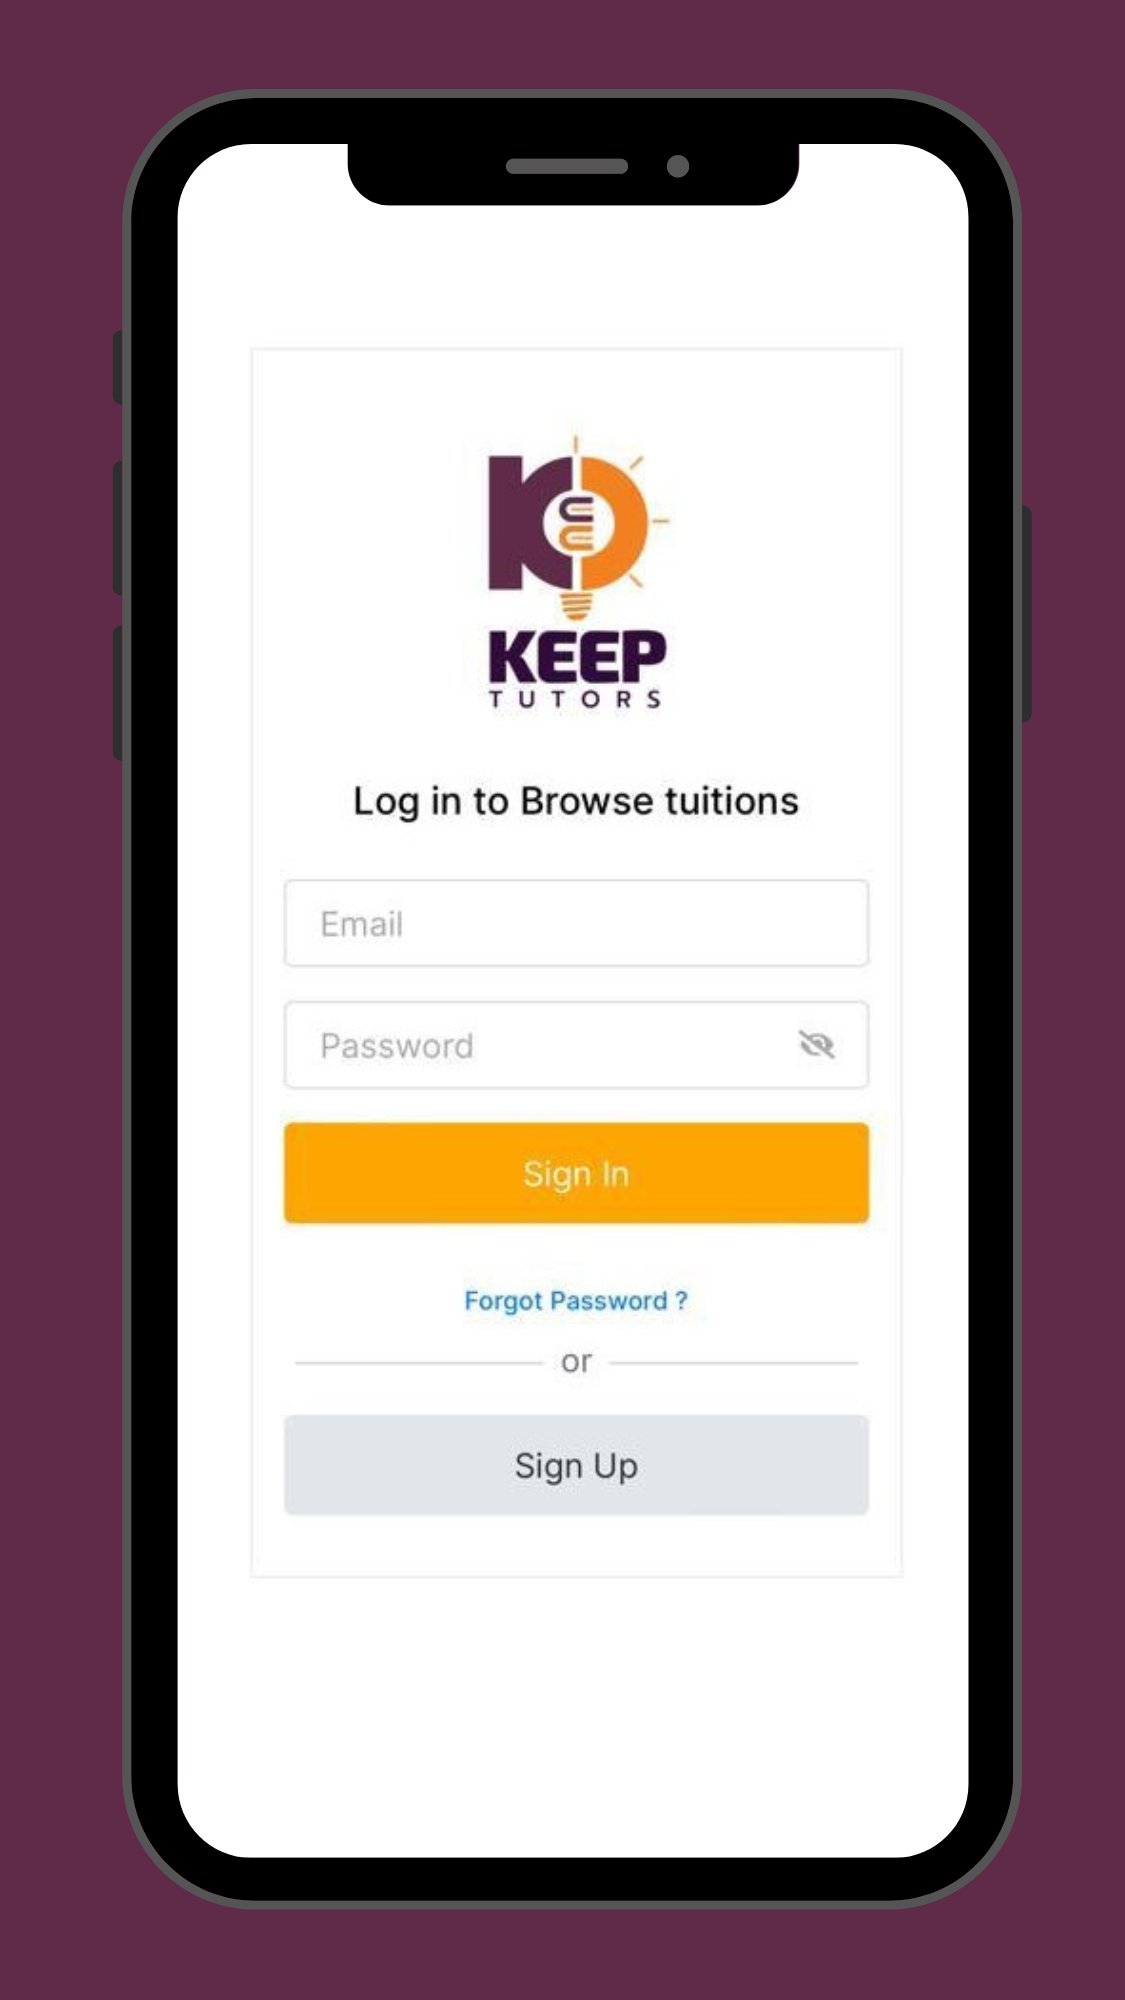 KEEP
TUTORS
Log in to Browse tuitions
Email
Password
Sign In
Forgot Password ?
or
Sign Up